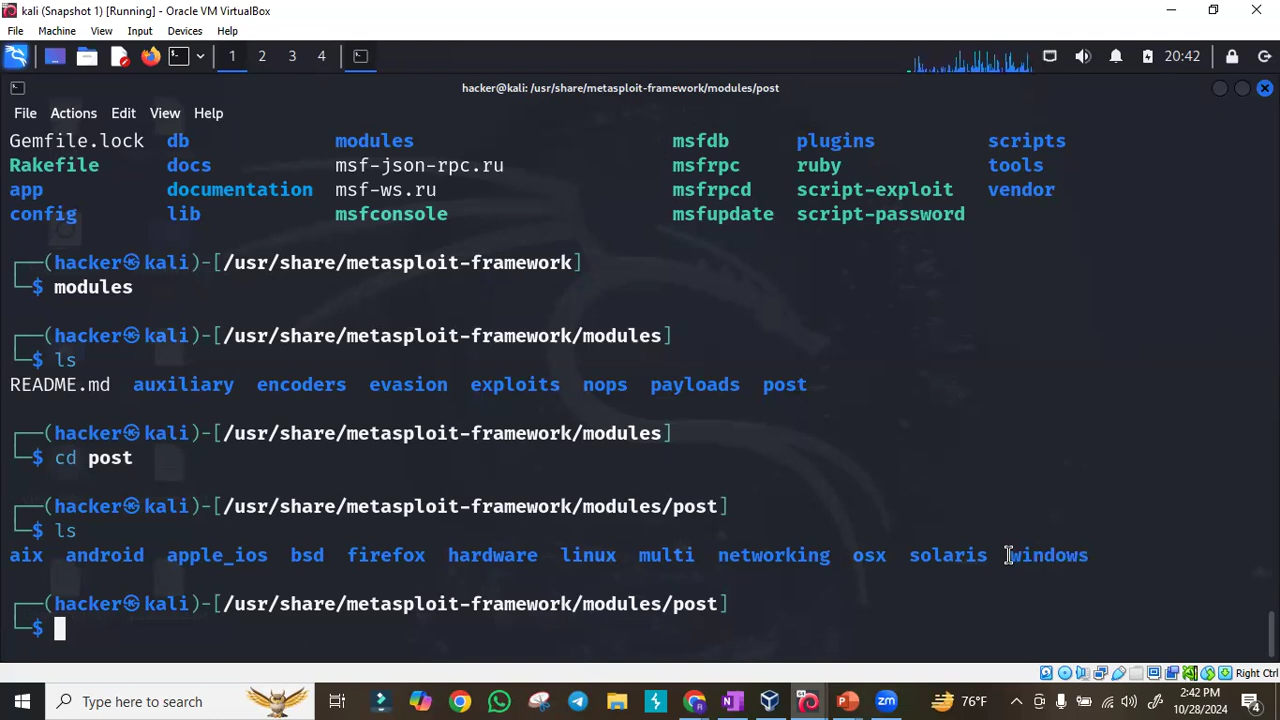 kali (Snapshot 1) [Running] - Oracle VM VirtualBox
File Machine View Input Devices Help
1 2 3 4 20:42
hacker@kali: /usr/share/metasploit-framework/modules/post
File Actions Edit View Help
Gemfile.lock db modules msfdb plugins scripts
Rakefile docs msf-json-rpc.ru msfrpc ruby tools
app documentation msf-ws.ru msfrpcd script-exploit vendor
config lib msfconsole msfupdate script-password
┌──(hacker㉿kali)-[/usr/share/metasploit-framework]
└─$ modules
┌──(hacker㉿kali)-[/usr/share/metasploit-framework/modules]
└─$ ls
README.md auxiliary encoders evasion exploits nops payloads post
┌──(hacker㉿kali)-[/usr/share/metasploit-framework/modules]
└─$ cd post
┌──(hacker㉿kali)-[/usr/share/metasploit-framework/modules/post]
└─$ ls
aix android apple_ios bsd firefox hardware linux multi networking osx solaris windows
┌──(hacker㉿kali)-[/usr/share/metasploit-framework/modules/post]
└─$
Right Ctrl
Type here to search 76°F 2:42 PM
10/28/2024 4